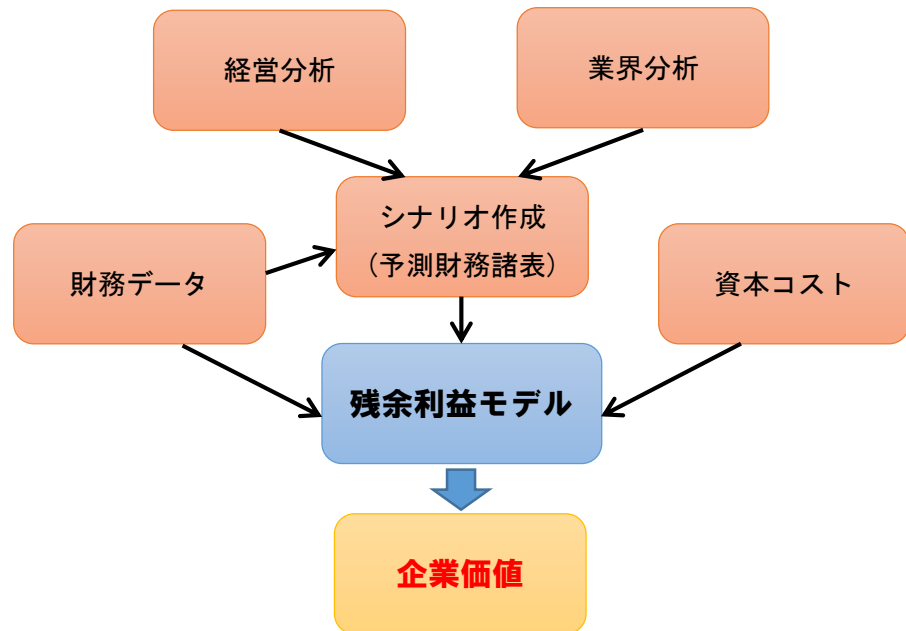 経営分析
業界分析
シナリオ作成
（予測財務諸表）
財務データ
資本コスト
残余利益モデル
企業価値